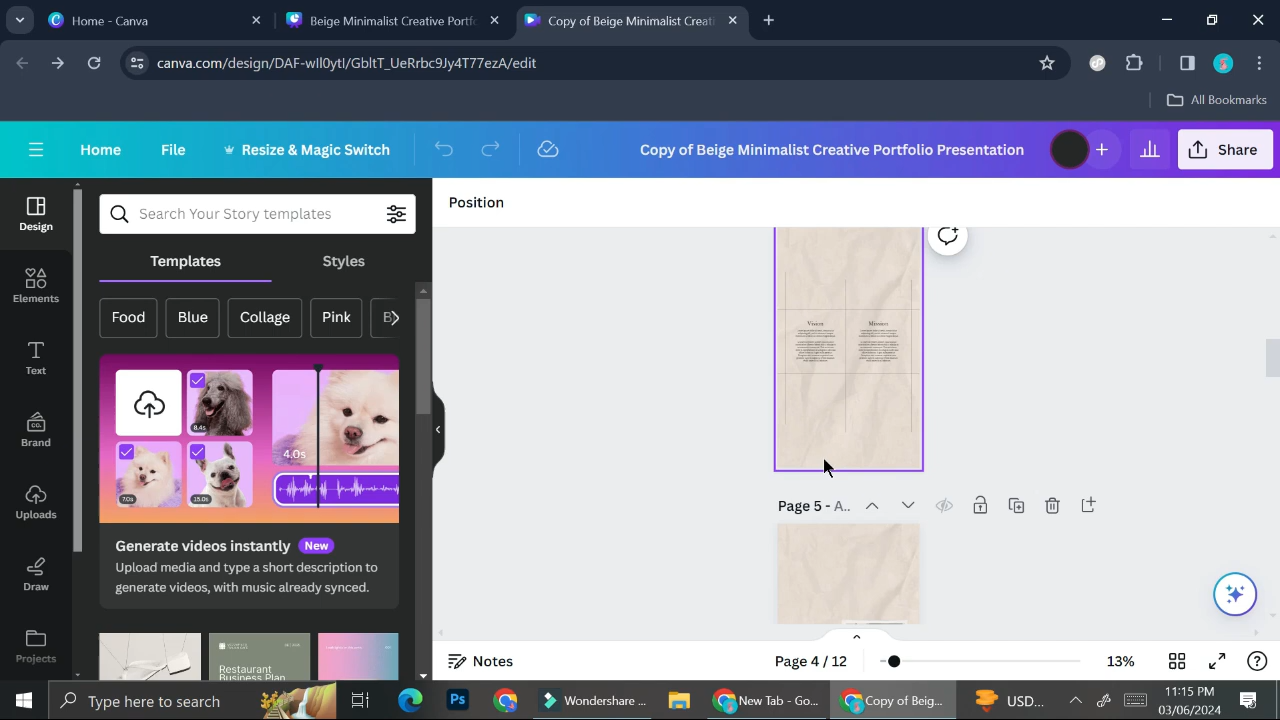 Home - Canva
Beige Minimalist Creative Portfo
Copy of Beige Minimalist Creati
canva.com/design/DAF-wII0ytI/GbItT_UeRrbc9Jy4T77ezA/edit
All Bookmarks
Home
File
Resize & Magic Switch
Copy of Beige Minimalist Creative Portfolio Presentation
Share
Design
Elements
Text
Brand
CO.
Uploads
Draw
Projects
Search Your Story templates
Templates
Styles
Food
Blue
Collage
Pink
B
8.4s
7.0s
15.0s
4.0s
Generate videos instantly New
Upload media and type a short description to
generate videos, with music already synced.
Restaurant
Business Plan
Position
Vision
Mission
Page 5 - A..
Notes
Page 4 / 12
13%
Type here to search
Ps
Wondershare ...
New Tab - Go...
Copy of Beig...
USD...
11:15 PM
03/06/2024